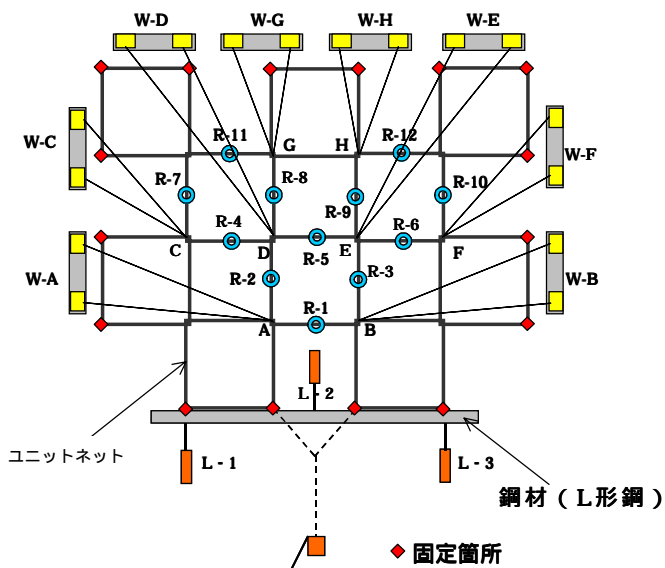 W-D
W-G
W-H
W-E
W-C
R-11
G
H
R-12
W-F
R-7
R-8
R-9
R-10
R-4
R-6
C
D
R-5
E
F
W-A
R-2
R-3
W-B
R-1
A
B
L - 2
ユニットネット
L - 1
L - 3
鋼材（L形鋼）
固定箇所